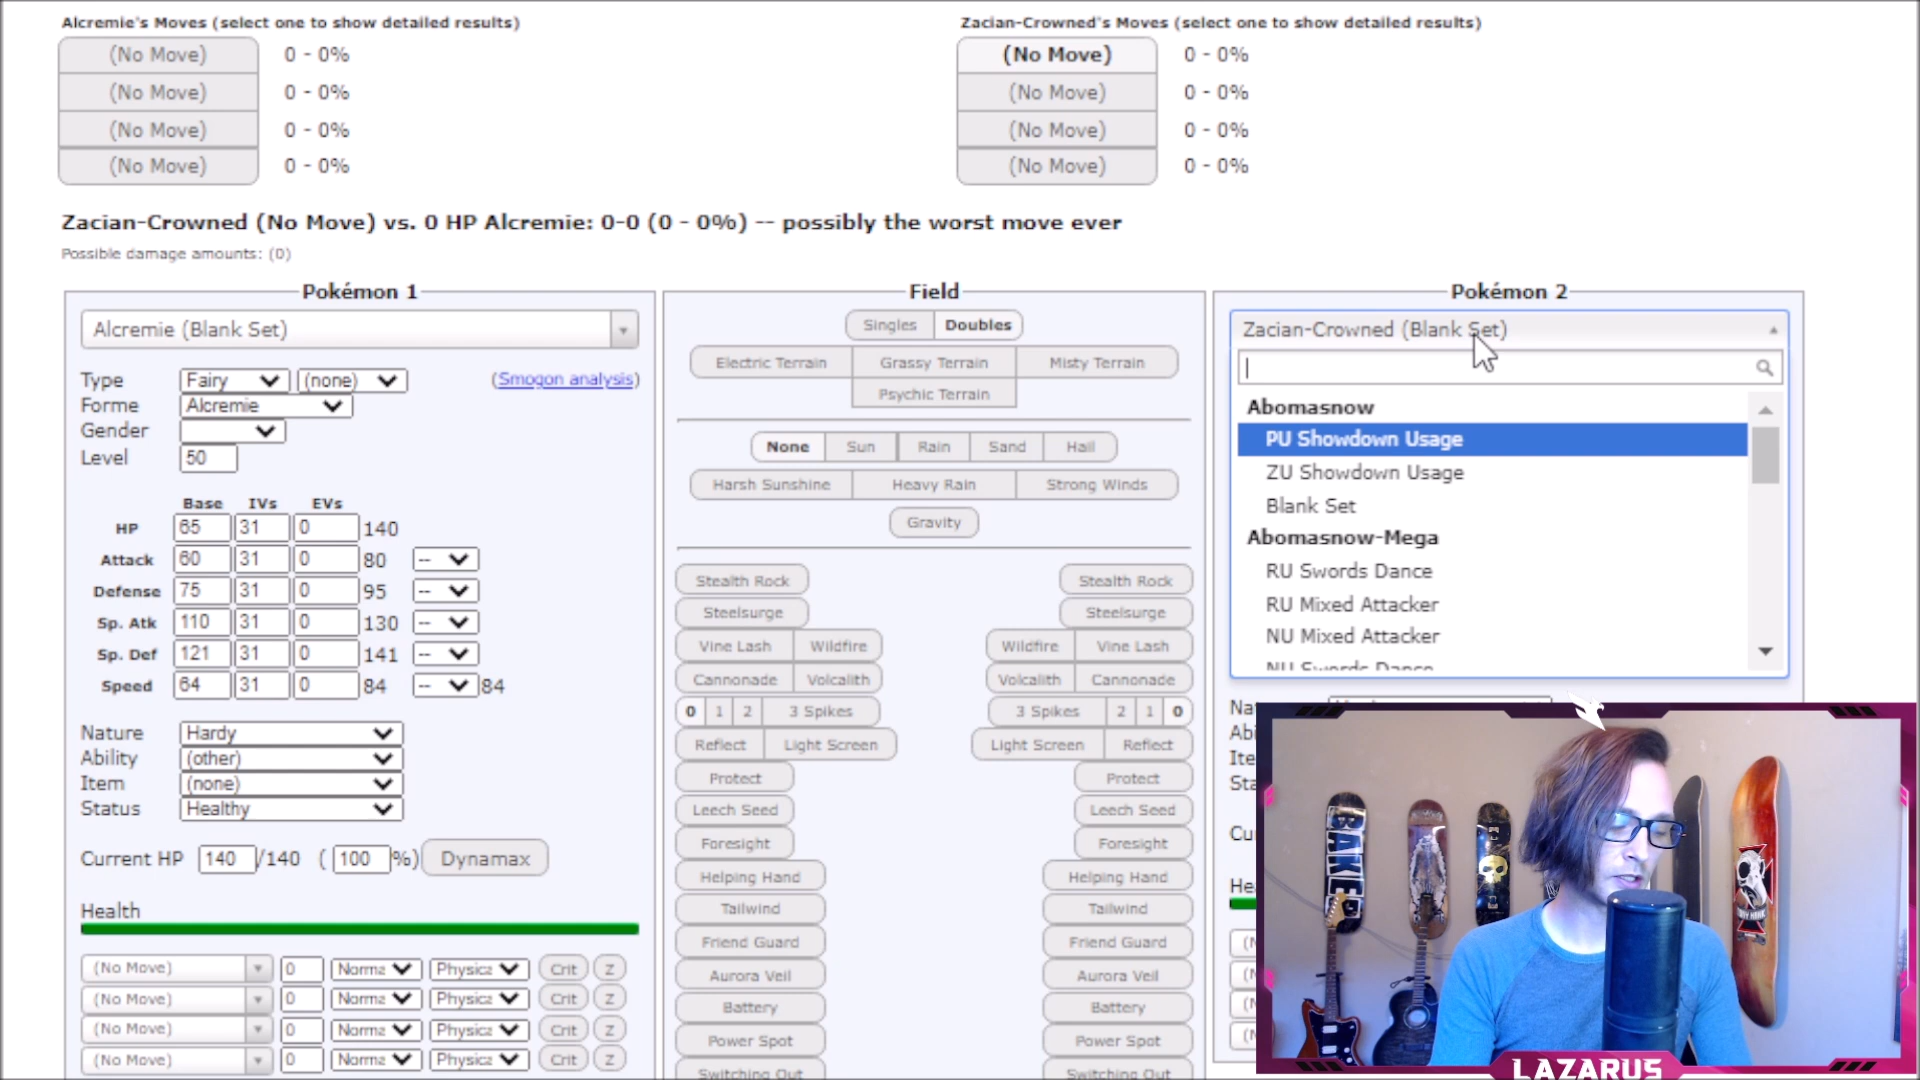 Alcremie's Moves (select one to show detailed results)
(No Move) 0 - 0%
(No Move) 0 - 0%
(No Move) 0 - 0%
(No Move) 0 - 0%
Zacian-Crowned's Moves (select one to show detailed results)
(No Move) 0 - 0%
(No Move) 0 - 0%
(No Move) 0 - 0%
(No Move) 0 - 0%
Zacian-Crowned (No Move) vs. 0 HP Alcremie: 0-0 (0 - 0%) -- possibly the worst move ever
Possible damage amounts: (0)
Pokémon 1
Alcremie (Blank Set)
Type Fairy (none) (Smogon analysis)
Forme Alcremie
Gender
Level 50
Base IVs EVs
HP 65 31 0 140
Attack 60 31 0 80 --
Defense 75 31 0 95 --
Sp. Atk 110 31 0 130 --
Sp. Def 121 31 0 141 --
Speed 64 31 0 84 -- 84
Nature Hardy
Ability (other)
Item (none)
Status Healthy
Current HP 140 /140 ( 100 %) Dynamax
Health
(No Move) 0 Norma Physica Crit Z
(No Move) 0 Norma Physica Crit Z
(No Move) 0 Norma Physica Crit Z
(No Move) 0 Norma Physica Crit Z
Field
Singles Doubles
Electric Terrain Grassy Terrain Misty Terrain
Psychic Terrain
None Sun Rain Sand Hail
Harsh Sunshine Heavy Rain Strong Winds
Gravity
Stealth Rock Stealth Rock
Steelsurge Steelsurge
Vine Lash Wildfire Wildfire Vine Lash
Cannonade Volcalith Volcalith Cannonade
0 1 2 3 Spikes 3 Spikes 2 1 0
Reflect Light Screen Light Screen Reflect
Protect Protect
Leech Seed Leech Seed
Foresight Foresight
Helping Hand Helping Hand
Tailwind Tailwind
Friend Guard Friend Guard
Aurora Veil Aurora Veil
Battery Battery
Power Spot Power Spot
Switching Out Switching Out
Pokémon 2
Zacian-Crowned (Blank Set)
Abomasnow
PU Showdown Usage
ZU Showdown Usage
Blank Set
Abomasnow-Mega
RU Swords Dance
RU Mixed Attacker
NU Mixed Attacker
NU Swords Dance
Na
Abi
Ite
Sta
Cu
He
LAZARUS